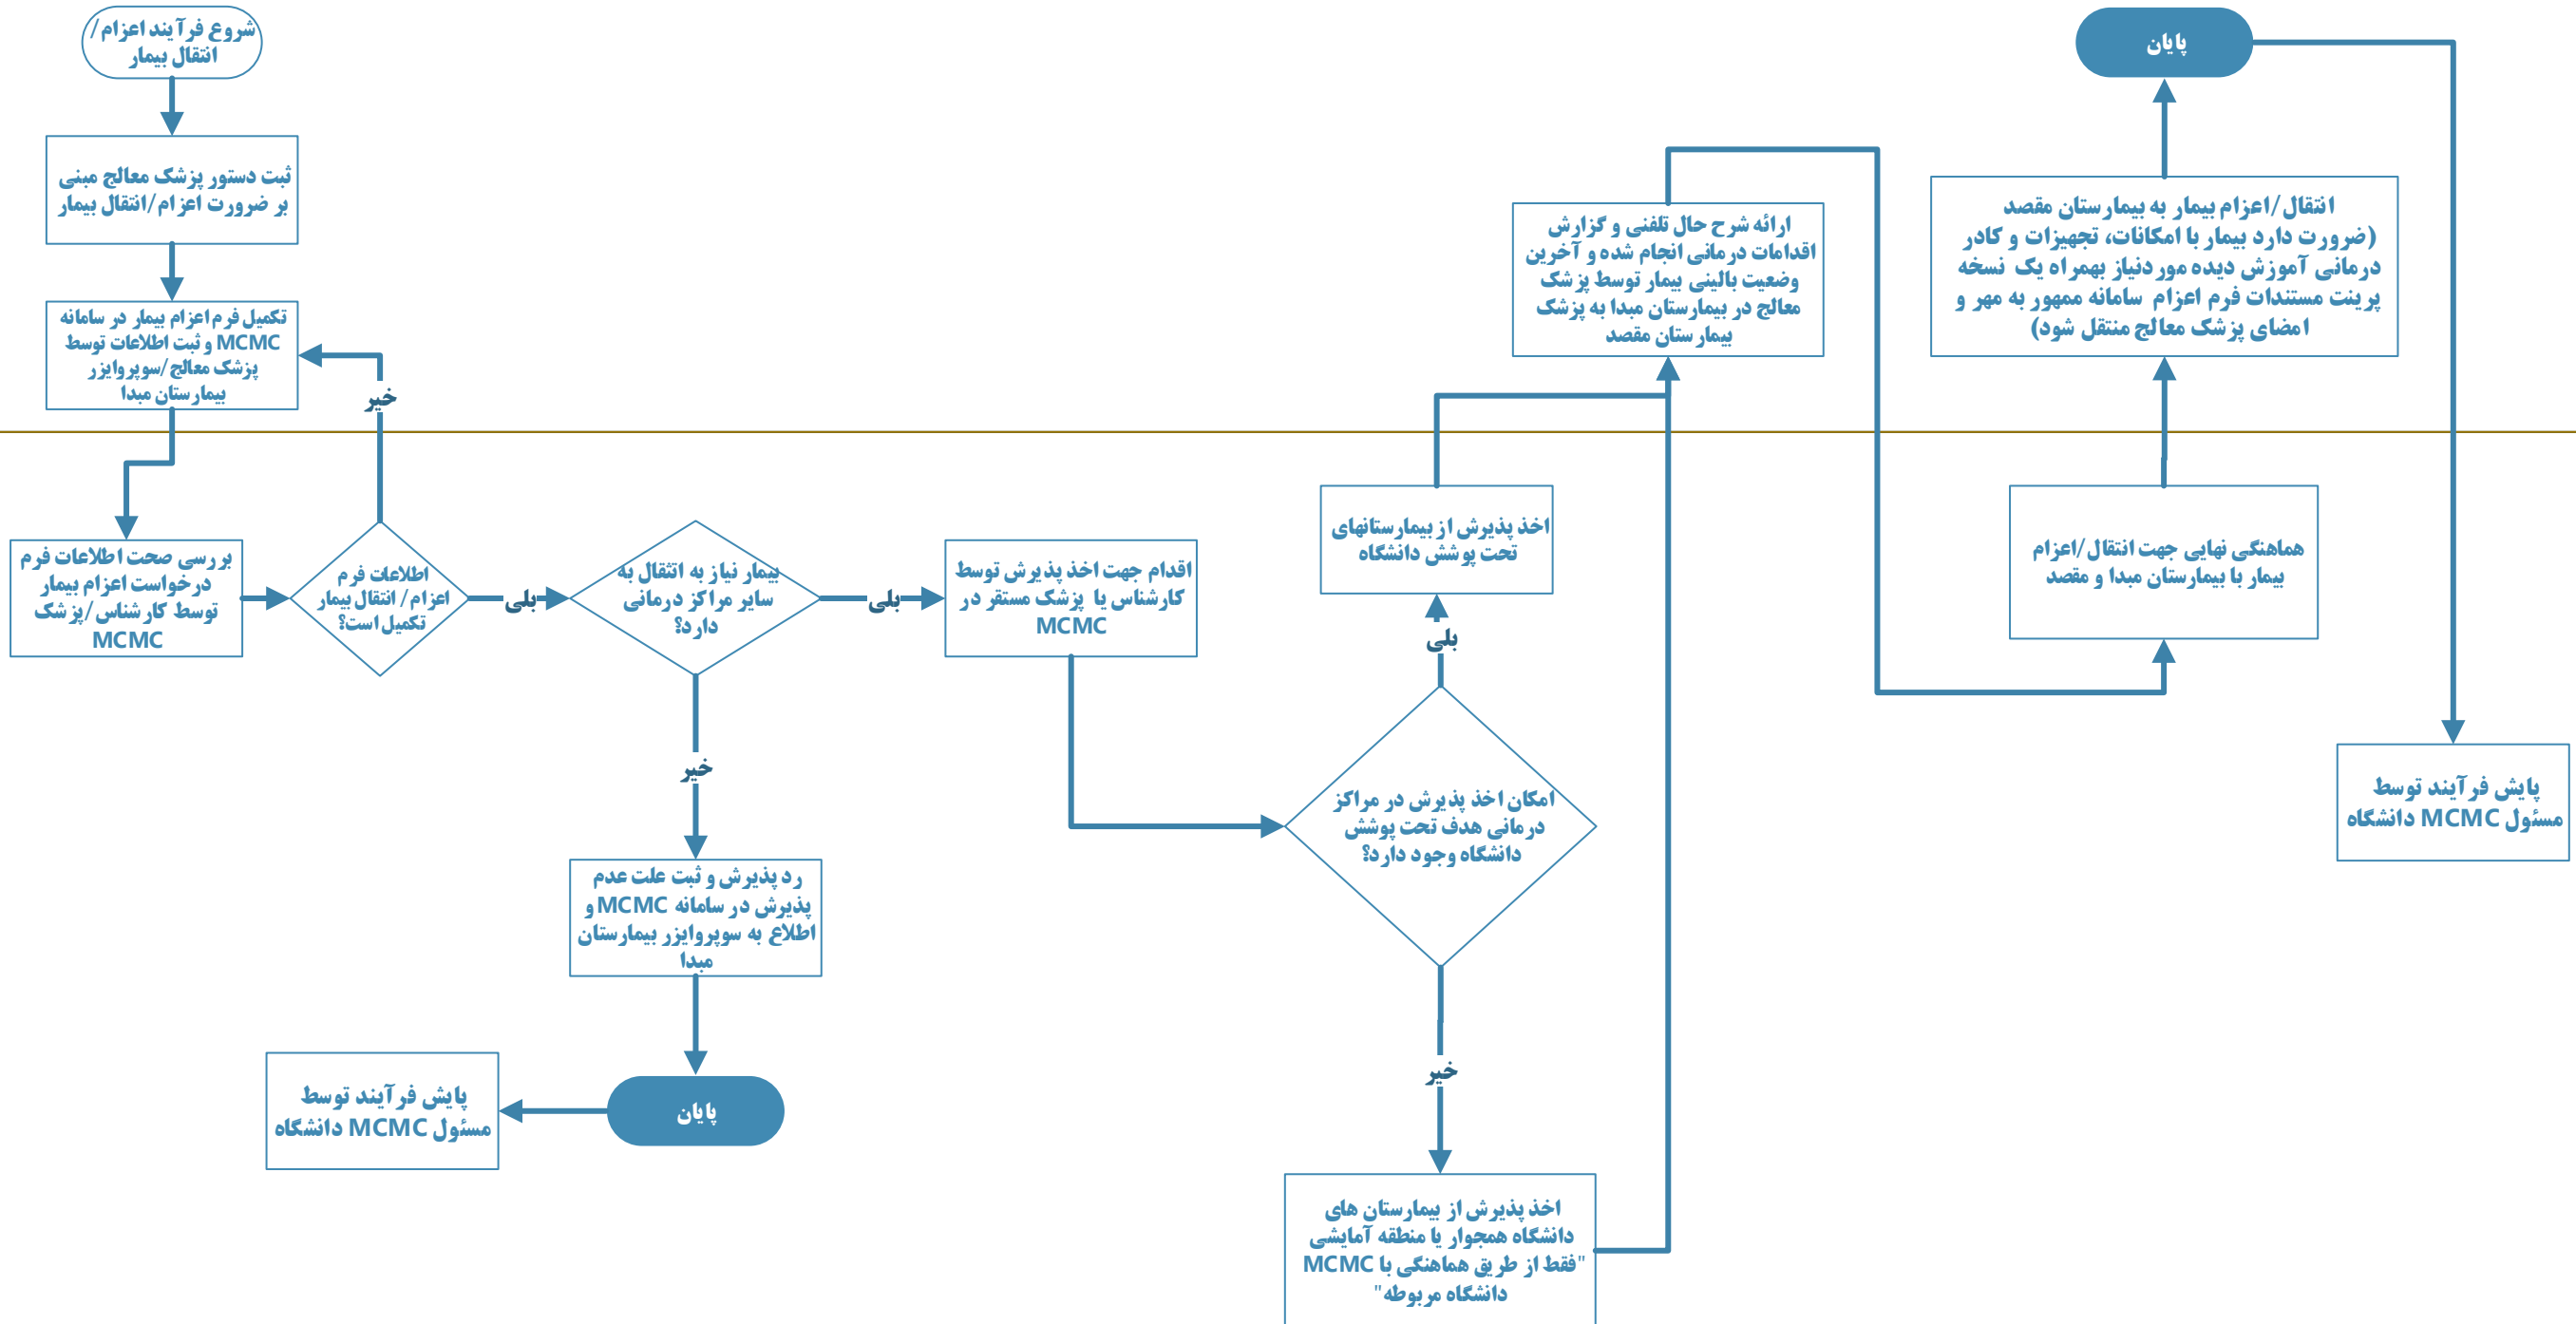 شروع فرآیند اعزام/
انتقال بیمار
ثبت دستور پزشک معالج مبنی
بر ضرورت اعزام/انتقال بیمار
تکمیل فرم اعزام بیمار در سامانه
MCMC و ثبت اطلاعات توسط
پزشک معالج/سوپروایزر
بیمارستان مبدا
خیر
بررسی صحت اطلاعات فرم
درخواست اعزام بیمار
توسط کارشناس/پزشک
MCMC
اطلاعات فرم
اعزام/ انتقال بیمار
تکمیل است؟
بلی
بیمار نیاز به انتقال به
سایر مراکز درمانی
دارد؟
بلی
خیر
رد پذیرش و ثبت علت عدم
پذیرش در سامانه MCMC و
اطلاع به سوپروایزر بیمارستان
مبدا
پایان
پایش فرآیند توسط
مسئول MCMC دانشگاه
اقدام جهت اخذ پذیرش توسط
کارشناس یا پزشک مستقر در
MCMC
امکان اخذ پذیرش در مراکز
درمانی هدف تحت پوشش
دانشگاه وجود دارد؟
بلی
اخذ پذیرش از بیمارستانهای
تحت پوشش دانشگاه
خیر
اخذ پذیرش از بیمارستان های
دانشگاه همجوار یا منطقه آمایشی
"فقط از طریق هماهنگی با MCMC
دانشگاه مربوطه"
ارائه شرح حال تلفنی و گزارش
اقدامات درمانی انجام شده و آخرین
وضعیت بالینی بیمار توسط پزشک
معالج در بیمارستان مبدا به پزشک
بیمارستان مقصد
هماهنگی نهایی جهت انتقال/اعزام
بیمار با بیمارستان مبدا و مقصد
انتقال/اعزام بیمار به بیمارستان مقصد
(ضرورت دارد بیمار با امکانات، تجهیزات و کادر
درمانی آموزش دیده موردنیاز بهمراه یک نسخه
پرینت مستندات فرم اعزام سامانه ممهور به مهر و
امضای پزشک معالج منتقل شود)
پایان
پایش فرآیند توسط
مسئول MCMC دانشگاه